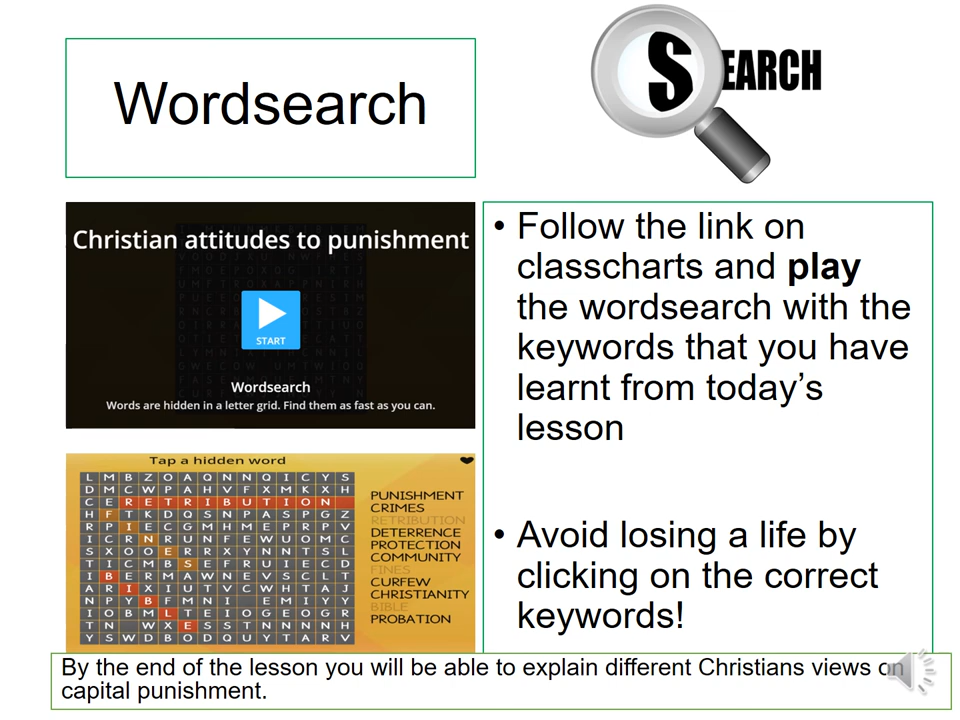 Wordsearch
SEARCH
Christian attitudes to punishment
START
Wordsearch
Words are hidden in a letter grid. Find them as fast as you can.
• Follow the link on
classcharts and play
the wordsearch with the
keywords that you have
learnt from today’s
lesson
• Avoid losing a life by
clicking on the correct
keywords!
Tap a hidden word
L M B Z O A Q N N Q I C Y S
D M C W P A H V F X M K X H
C E R E T R I B U T I O N
H F T K D Q S N P A S P G Z
R P I E C G M H M E P R P V
I C R N R U N F E W U O M C
S X O O E R R X Y N N T S L
T I C M B S E F R U I E C D
I B E R M A W N E V S C L T
A R I X I U T V C W H T A J
N P Y B F M N I E M I Y Y
I O B M L T E I O G E O G R
T N W X E S S T N N N N H
Y S W D B O D Q U Y T A R V
PUNISHMENT
CRIMES
RETRIBUTION
DETERRENCE
PROTECTION
COMMUNITY
FINES
CURFEW
CHRISTIANITY
BIBLE
PROBATION
By the end of the lesson you will be able to explain different Christians views on
capital punishment.